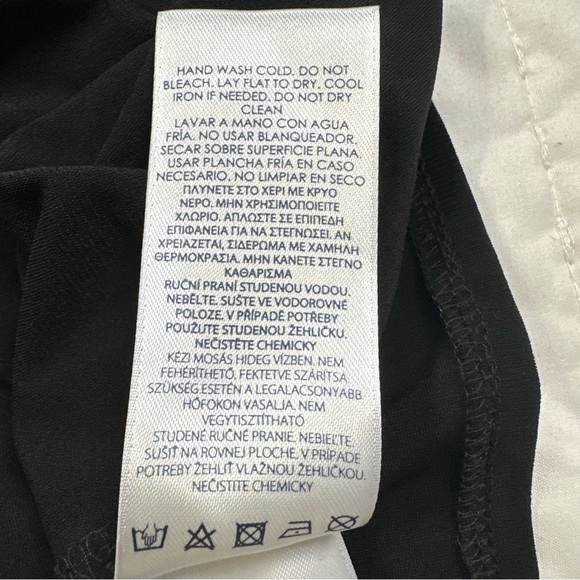 HAND WASH COLD. DO NOT
BLEACH. LAY FLAT TO DRY. COOL
IRON IF NEEDED. DO NOT DRY
CLEAN
LAVAR A MANO CON AGUA
FRÍA. NO USAR BLANQUEADOR.
SECAR SOBRE SUPERFICIE PLANA.
USAR PLANCHA FRÍA EN CASO
NECESARIO. NO LIMPIAR EN SECO
ΠΛΥΝΕΤΕ ΣΤΟ ΧΕΡΙ ΜΕ ΚΡΥΟ
ΝΕΡΟ. ΜΗΝ ΧΡΗΣΙΜΟΠΟΙΕΙΤΕ
ΧΛΩΡΙΟ. ΑΠΛΩΣΤΕ ΣΕ ΕΠΙΠΕΔΗ
ΕΠΙΦΑΝΕΙΑ ΓΙΑ ΝΑ ΣΤΕΓΝΩΣΕΙ. ΑΝ
ΧΡΕΙΑΖΕΤΑΙ, ΣΙΔΕΡΩΜΑ ΜΕ ΧΑΜΗΛΗ
ΘΕΡΜΟΚΡΑΣΙΑ. ΜΗΝ ΚΑΝΕΤΕ ΣΤΕΓΝΟ
ΚΑΘΑΡΙΣΜΑ
RUČNÍ PRANÍ STUDENOU VODOU.
NEBĚLTE. SUŠTE VE VODOROVNÉ
POLOZE. V PŘÍPADĚ POTŘEBY
POUŽIJTE STUDENOU ŽEHLIČKU.
NEČISTĚTE CHEMICKY
KÉZI MOSÁS HIDEG VÍZBEN. NEM
FEHÉRÍTHETŐ. FEKTETVE SZÁRÍTSA.
SZÜKSÉG ESETÉN A LEGALACSONYABB
HŐFOKON VASALJA. NEM
VEGYTISZTÍTHATÓ
STUDENÉ RUČNÉ PRANIE. NEBIEĽTE.
SUŠIŤ NA ROVNEJ PLOCHE. V PRÍPADE
POTREBY ŽEHLIŤ VLAŽNOU ŽEHLIČKOU.
NEČISTITE CHEMICKY